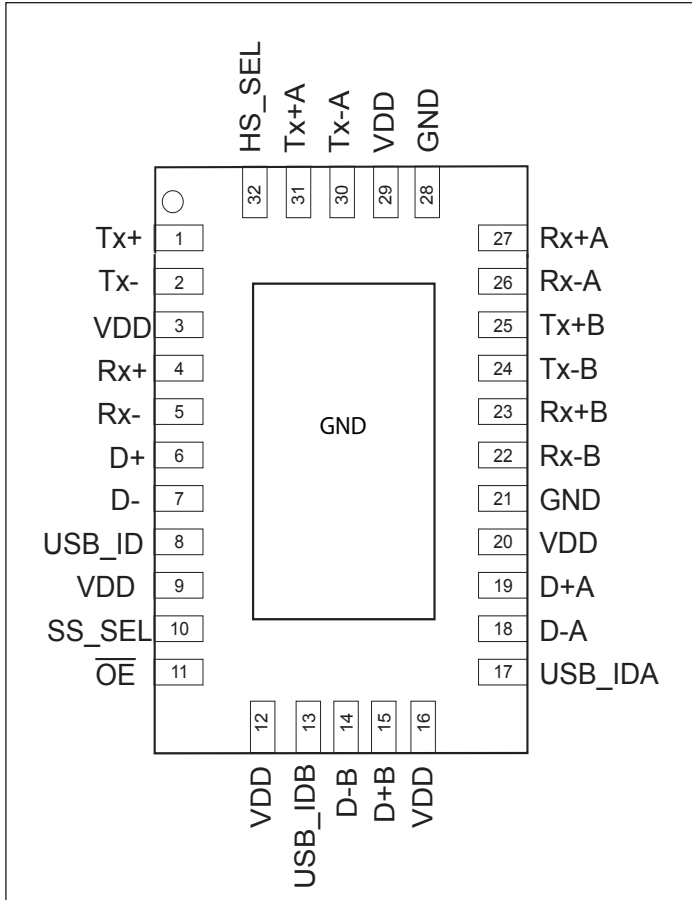 HS_SEL
Tx+A
Tx-A
VDD
GND
32
31
30
29
28
Tx+ 1
Tx- 2
VDD 3
Rx+ 4
Rx- 5
D+ 6
D- 7
USB_ID 8
VDD 9
SS_SEL 10
O̅E̅ 11
GND
27 Rx+A
26 Rx-A
25 Tx+B
24 Tx-B
23 Rx+B
22 Rx-B
21 GND
20 VDD
19 D+A
18 D-A
17 USB_IDA
12
13
14
15
16
VDD
USB_IDB
D-B
D+B
VDD